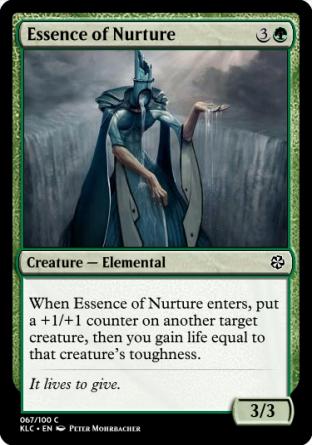 Essence of Nurture 3
Creature — Elemental
When Essence of Nurture enters, put
a +1/+1 counter on another target
creature, then you gain life equal to
that creature's toughness.
It lives to give.
3/3
067/100 C
KLC • EN Peter Mohrbacher